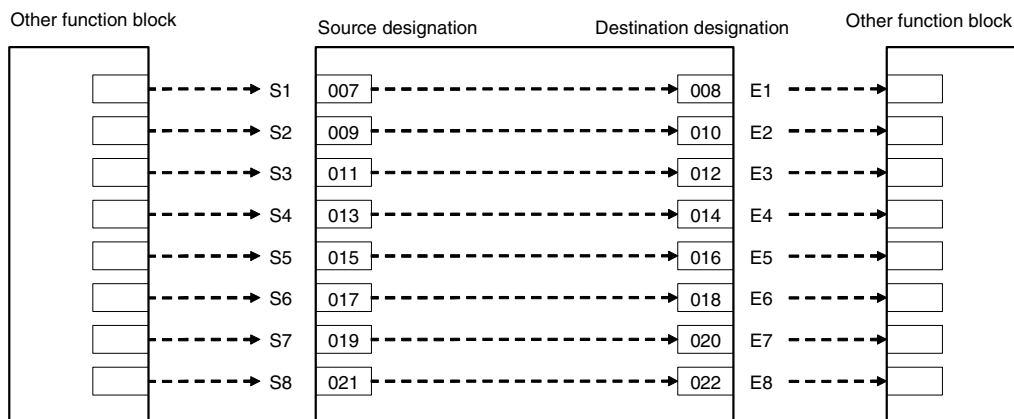 Other function block
Source designation
Destination designation
Other function block
S1 007 008 E1
S2 009 010 E2
S3 011 012 E3
S4 013 014 E4
S5 015 016 E5
S6 017 018 E6
S7 019 020 E7
S8 021 022 E8